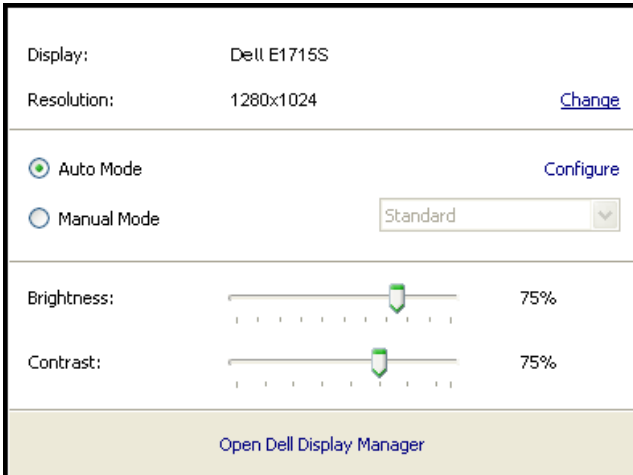 Display: Dell E1715S
Resolution: 1280x1024 Change
Auto Mode Configure
Manual Mode Standard
Brightness: 75%
Contrast: 75%
Open Dell Display Manager